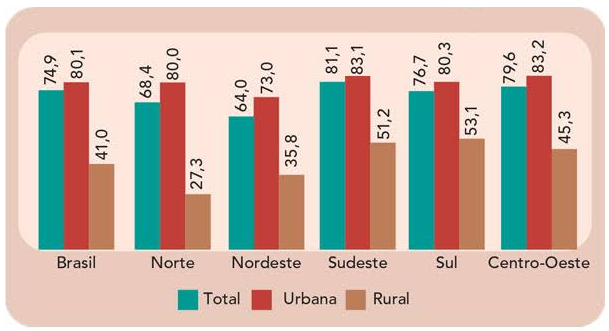 74,9 80,1 41,0
68,4 80,0 27,3
64,0 73,0 35,8
81,1 83,1 51,2
76,7 80,3 53,1
79,6 83,2 45,3
Brasil Norte Nordeste Sudeste Sul Centro-Oeste
Total Urbana Rural